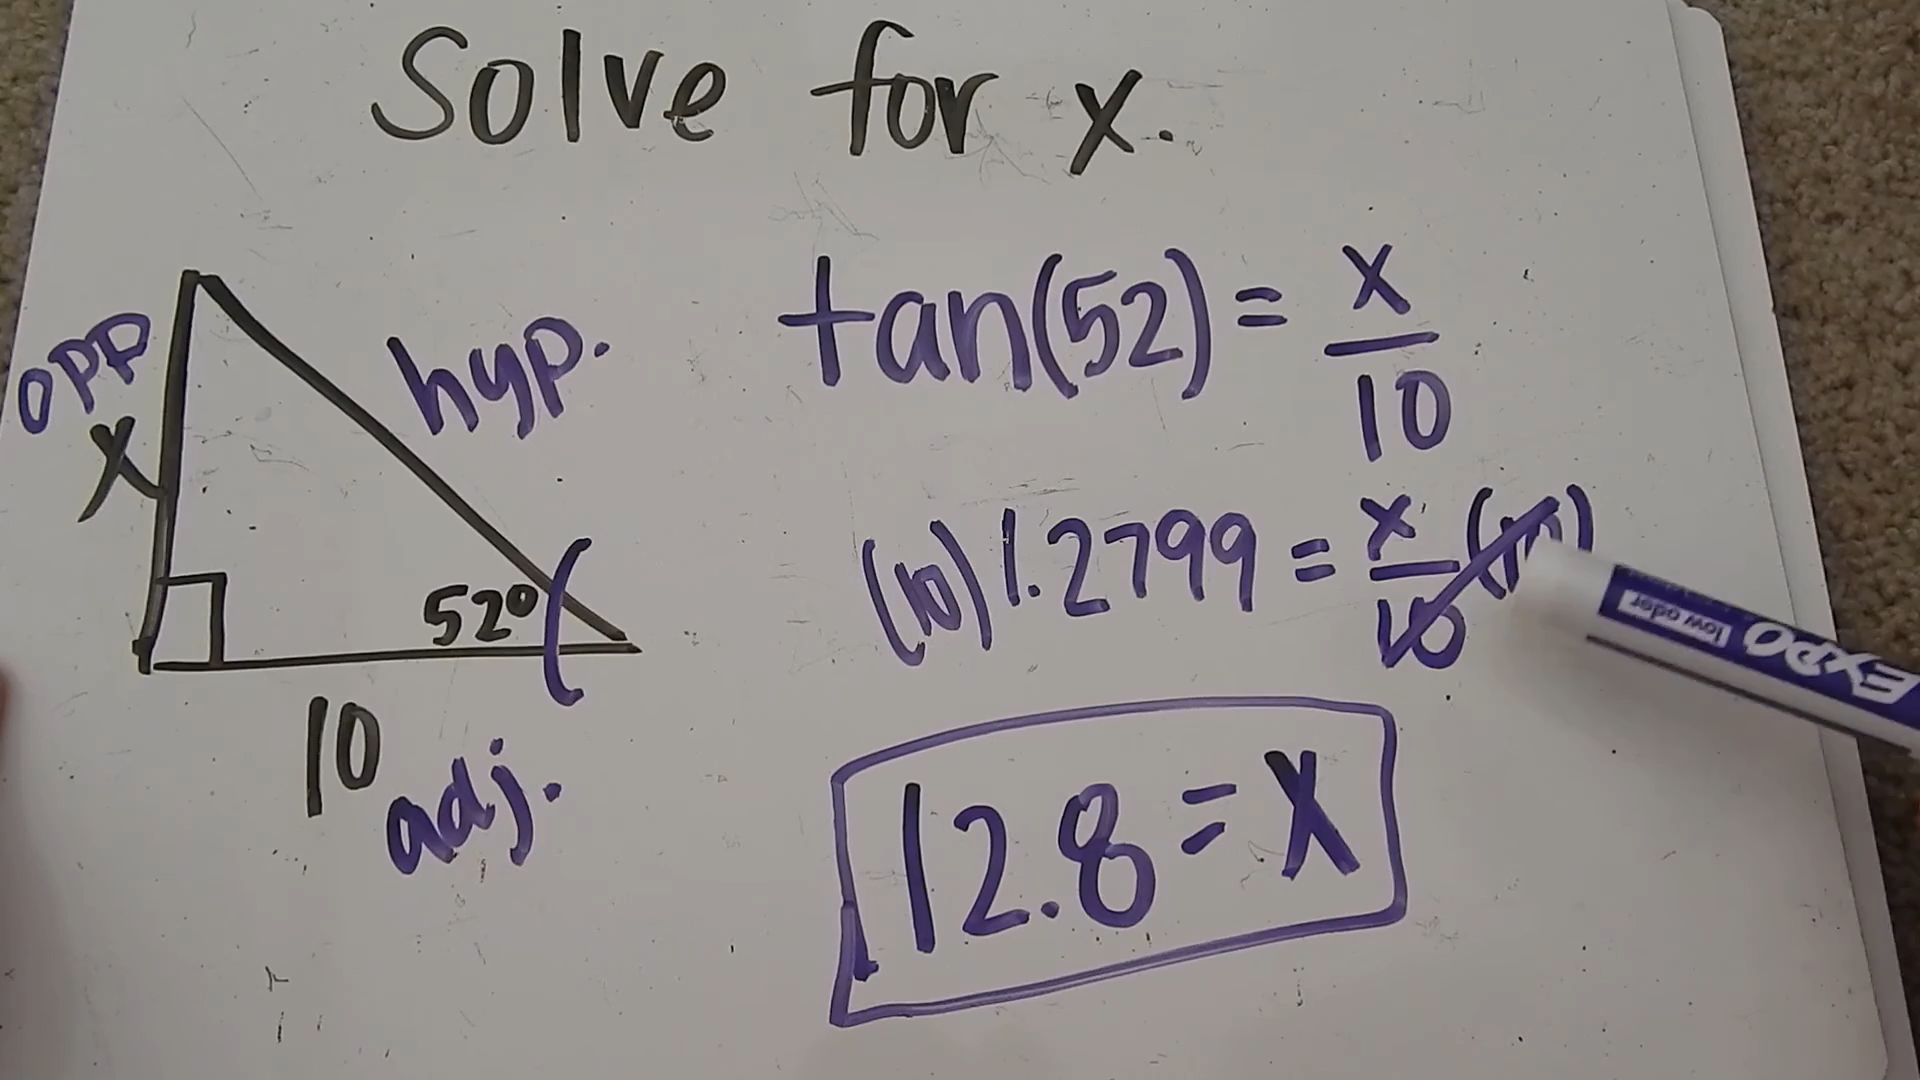 Solve for x.
opp
x
hyp.
52°
10
adj.
tan(52) = x/10
(10) 1.2799 = x/10 (10)
12.8 = x
EXPO
low odor